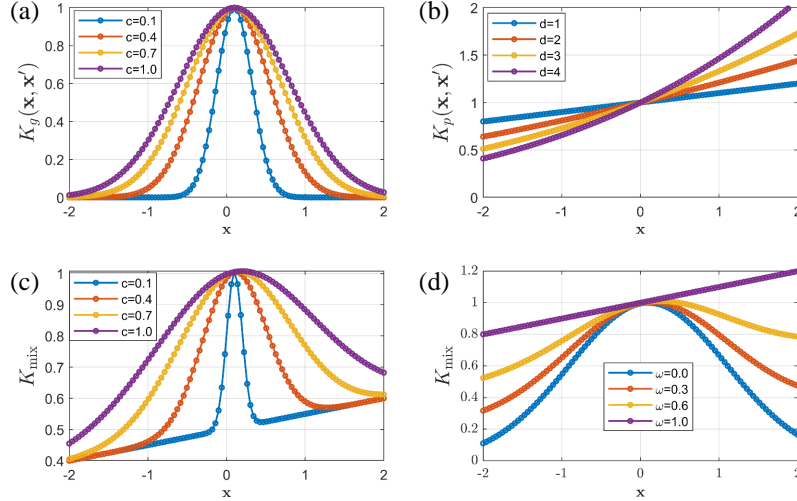 (a)
K_g(x, x′)
1
0.8
0.6
0.4
0.2
0
-2 -1 0 1 2
x
c=0.1
c=0.4
c=0.7
c=1.0
(b)
K_p(x, x′)
2
1.5
1
0.5
0
-2 -1 0 1 2
x
d=1
d=2
d=3
d=4
(c)
K_mix
1
0.9
0.8
0.7
0.6
0.5
0.4
-2 -1 0 1 2
x
c=0.1
c=0.4
c=0.7
c=1.0
(d)
K_mix
1.2
1
0.8
0.6
0.4
0.2
0
-2 -1 0 1 2
x
ω=0.0
ω=0.3
ω=0.6
ω=1.0